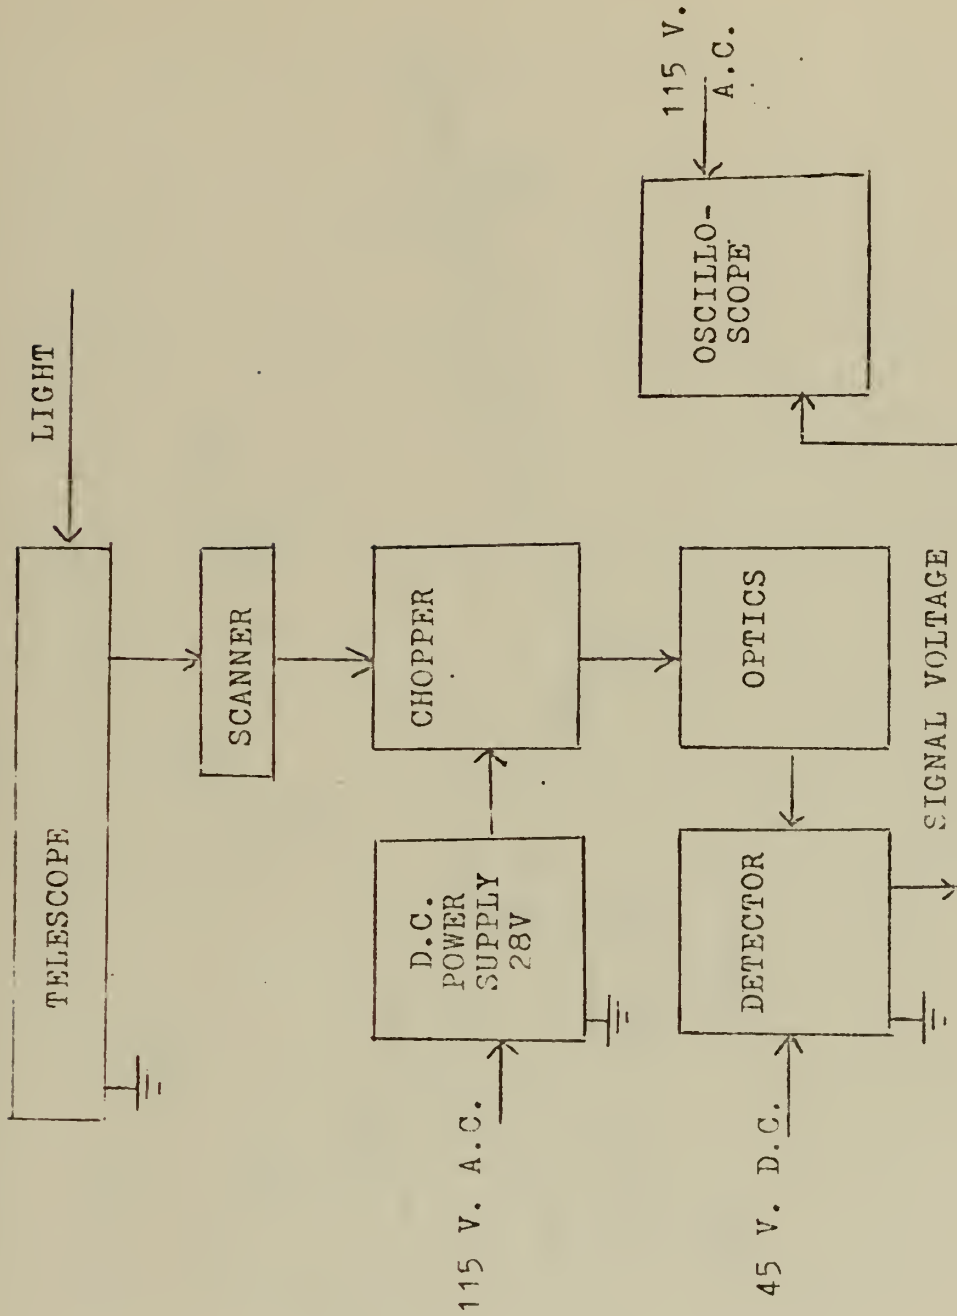 LIGHT
TELESCOPE
SCANNER
115 V. A.C.
D.C.
POWER
SUPPLY
28V
CHOPPER
115 V.
A.C.
OSCILLO-
SCOPE
45 V. D.C.
DETECTOR
OPTICS
SIGNAL VOLTAGE